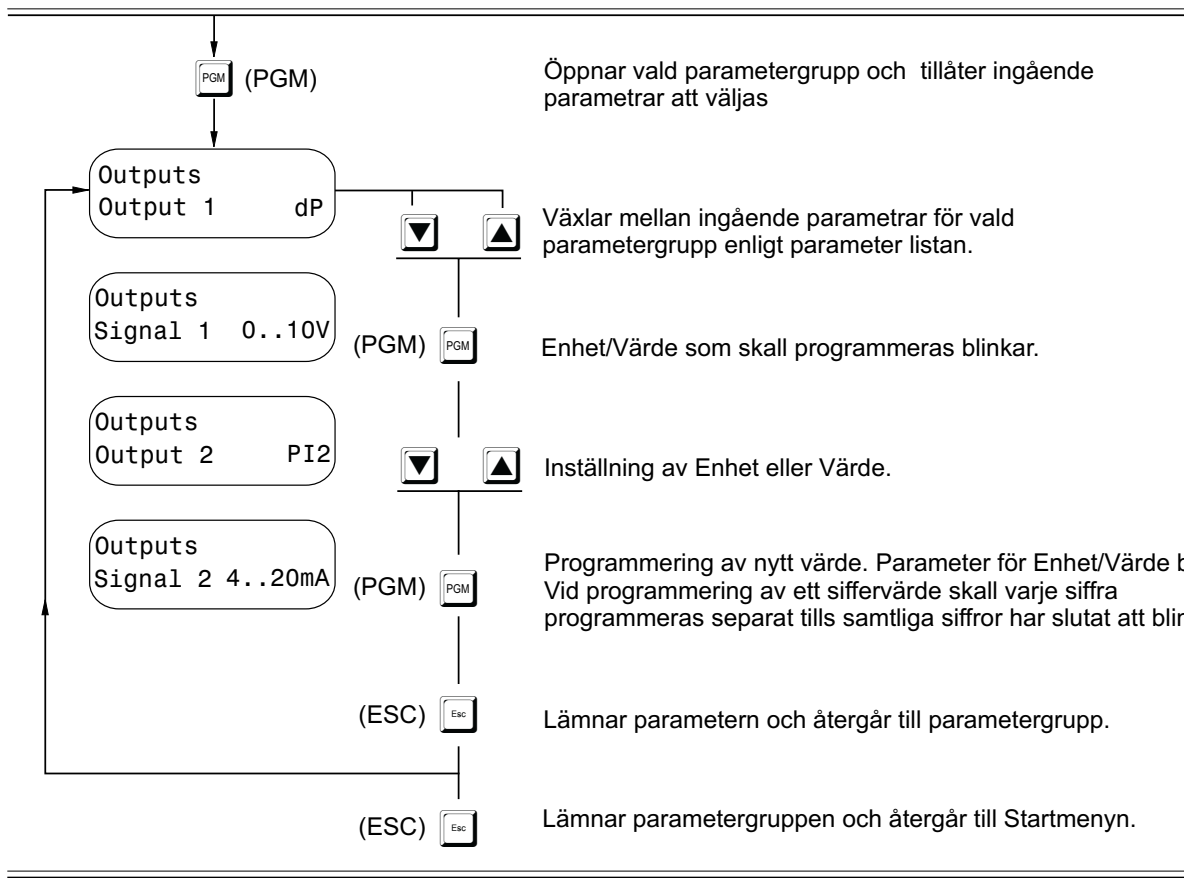 PGM (PGM)
Öppnar vald parametergrupp och tillåter ingående
parametrar att väljas
Outputs
Output 1 dP
Växlar mellan ingående parametrar för vald
parametergrupp enligt parameter listan.
Outputs
Signal 1 0..10V
(PGM) PGM
Enhet/Värde som skall programmeras blinkar.
Outputs
Output 2 PI2
Inställning av Enhet eller Värde.
Outputs
Signal 2 4..20mA
(PGM) PGM
Programmering av nytt värde. Parameter för Enhet/Värde
Vid programmering av ett siffervärde skall varje siffra
programmeras separat tills samtliga siffror har slutat att
(ESC) Esc
Lämnar parametern och återgår till parametergrupp.
(ESC) Esc
Lämnar parametergruppen och återgår till Startmenyn.